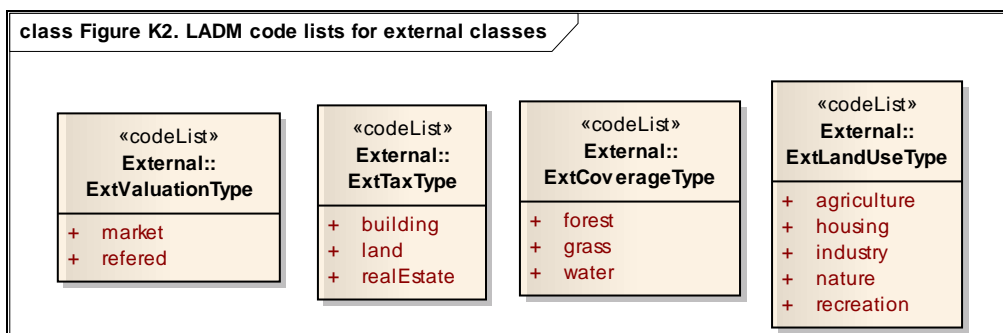 class Figure K2. LADM code lists for external classes
«codeList»
External::
ExtValuationType
+ market
+ refered
«codeList»
External::
ExtTaxType
+ building
+ land
+ realEstate
«codeList»
External::
ExtCoverageType
+ forest
+ grass
+ water
«codeList»
External::
ExtLandUseType
+ agriculture
+ housing
+ industry
+ nature
+ recreation